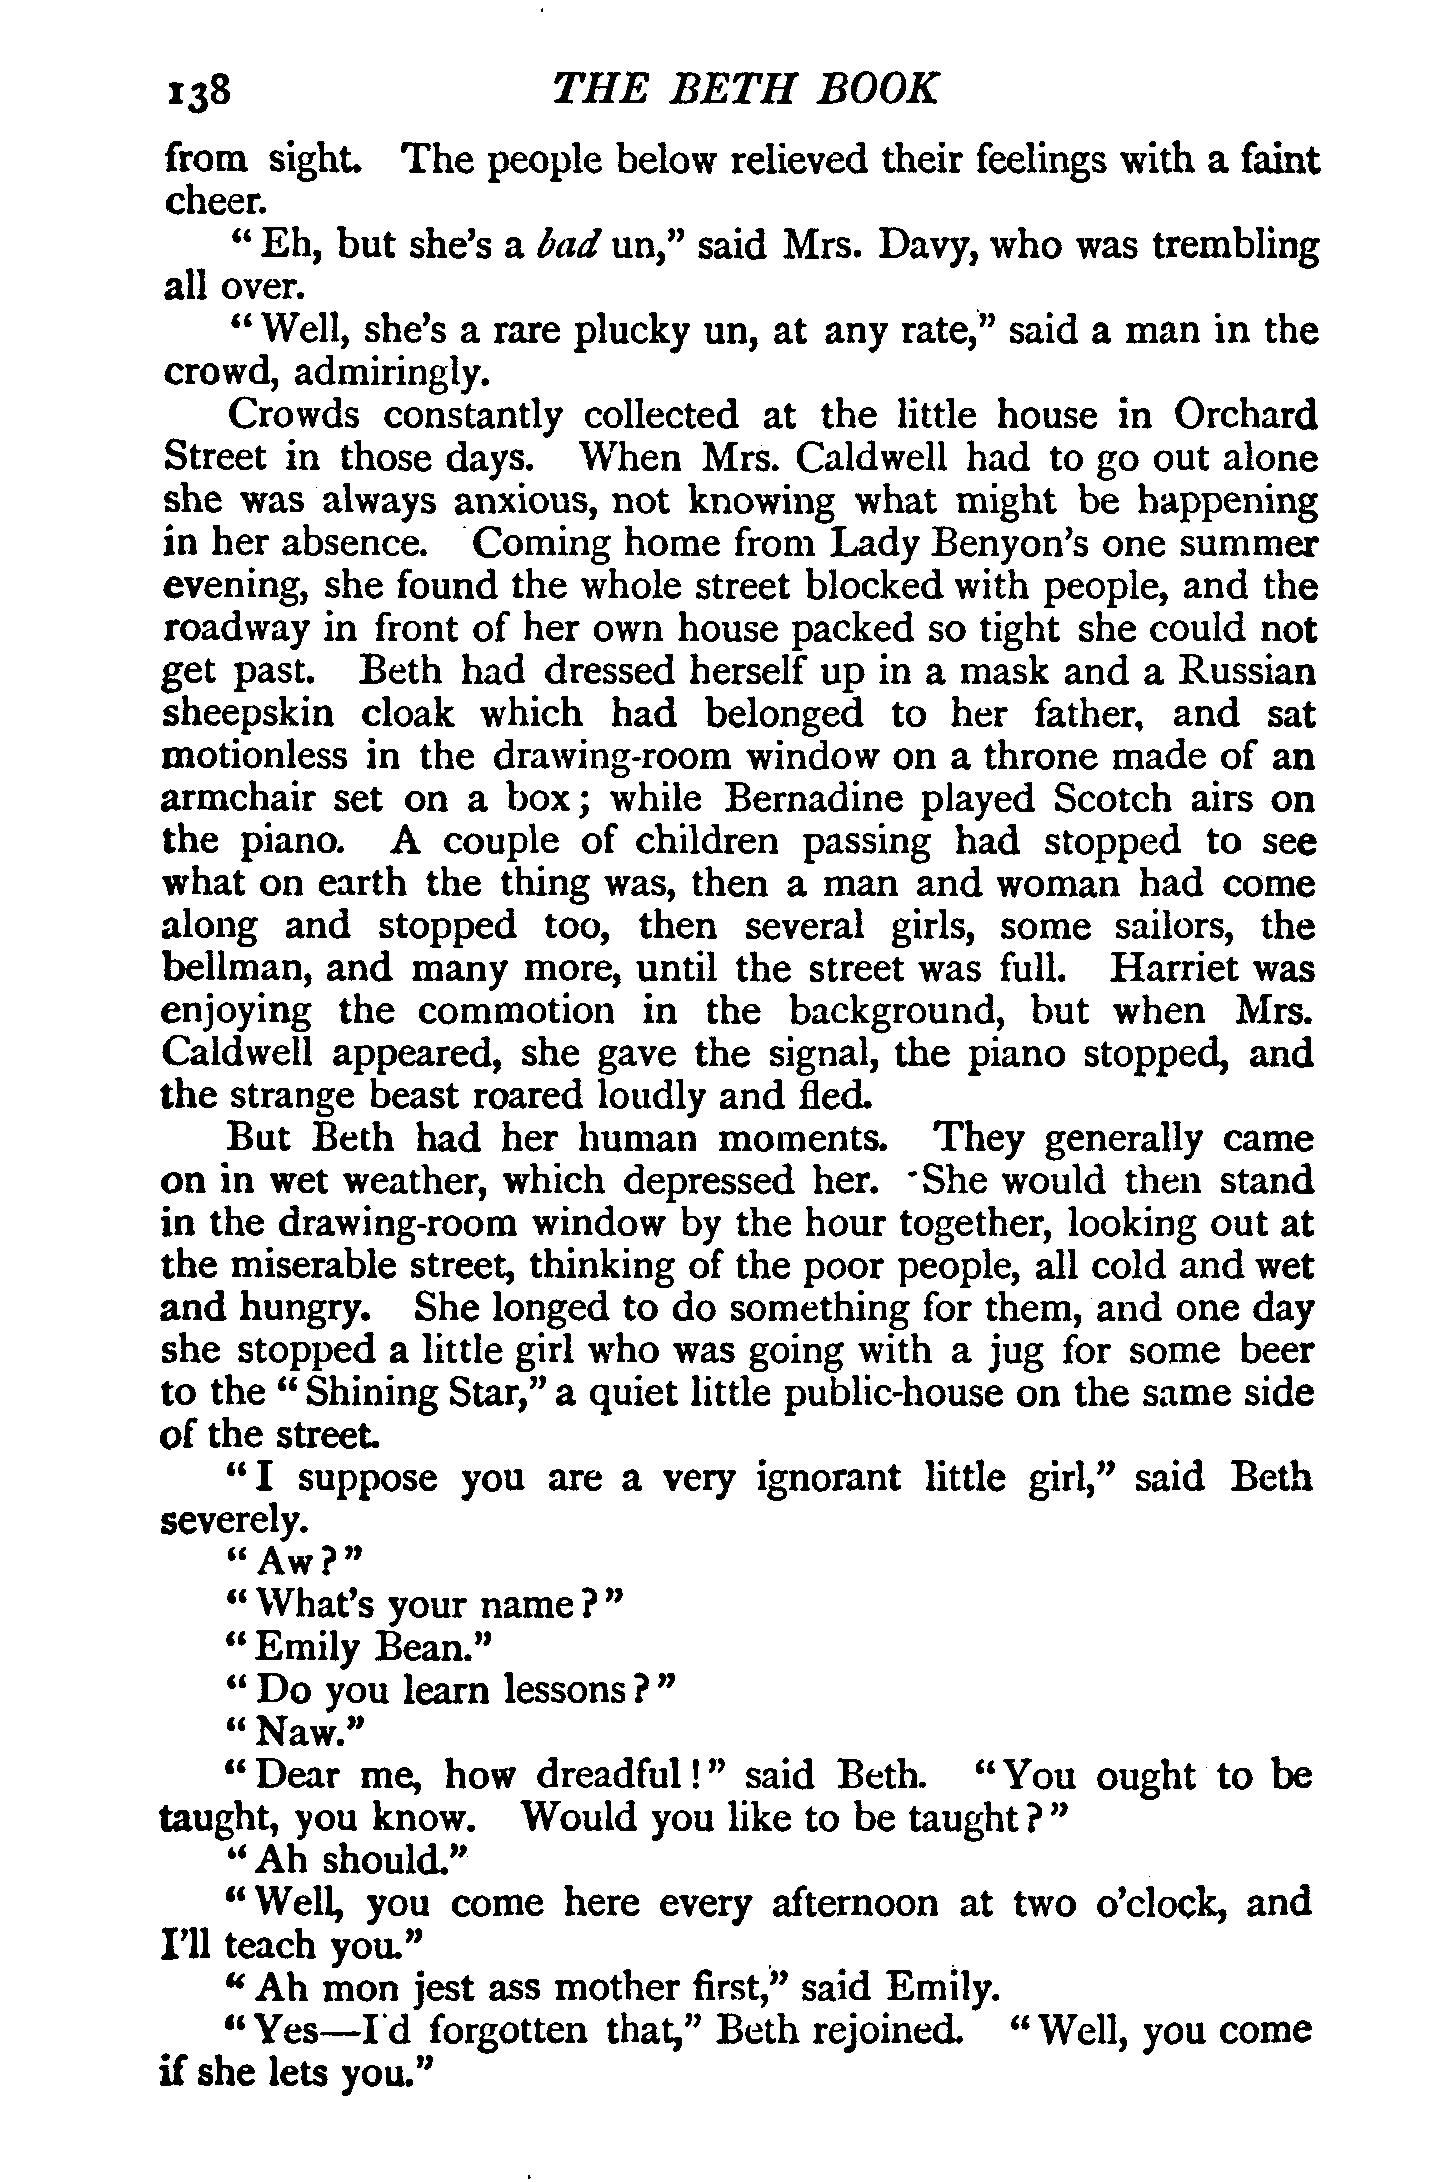 138 THE BETH BOOK
from sight. The people below relieved their feelings with a faint
cheer.
“Eh, but she’s a bad un,” said Mrs. Davy, who was trembling
all over.
“Well, she’s a rare plucky un, at any rate,” said a man in the
crowd, admiringly.
Crowds constantly collected at the little house in Orchard
Street in those days. When Mrs. Caldwell had to go out alone
she was always anxious, not knowing what might be happening
in her absence. Coming home from Lady Benyon’s one summer
evening, she found the whole street blocked with people, and the
roadway in front of her own house packed so tight she could not
get past. Beth had dressed herself up in a mask and a Russian
sheepskin cloak which had belonged to her father, and sat
motionless in the drawing-room window on a throne made of an
armchair set on a box; while Bernadine played Scotch airs on
the piano. A couple of children passing had stopped to see
what on earth the thing was, then a man and woman had come
along and stopped too, then several girls, some sailors, the
bellman, and many more, until the street was full. Harriet was
enjoying the commotion in the background, but when Mrs.
Caldwell appeared, she gave the signal, the piano stopped, and
the strange beast roared loudly and fled.
But Beth had her human moments. They generally came
on in wet weather, which depressed her. She would then stand
in the drawing-room window by the hour together, looking out at
the miserable street, thinking of the poor people, all cold and wet
and hungry. She longed to do something for them, and one day
she stopped a little girl who was going with a jug for some beer
to the “Shining Star,” a quiet little public-house on the same side
of the street.
“I suppose you are a very ignorant little girl,” said Beth
severely.
“Aw?”
“What’s your name?”
“Emily Bean.”
“Do you learn lessons?”
“Naw.”
“Dear me, how dreadful!” said Beth. “You ought to be
taught, you know. Would you like to be taught?”
“Ah should.”
“Well, you come here every afternoon at two o’clock, and
I’ll teach you.”
“Ah mon jest ass mother first,” said Emily.
“Yes—I’d forgotten that,” Beth rejoined. “Well, you come
if she lets you.”